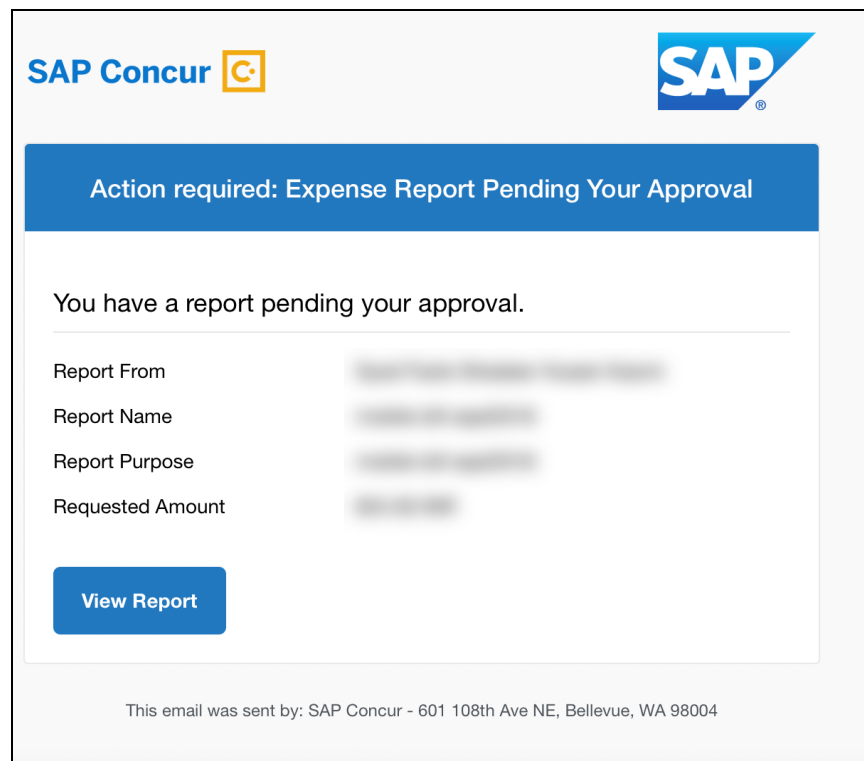 SAP Concur C
SAP
®
Action required: Expense Report Pending Your Approval
You have a report pending your approval.
Report From
Report Name
Report Purpose
Requested Amount
View Report
This email was sent by: SAP Concur - 601 108th Ave NE, Bellevue, WA 98004